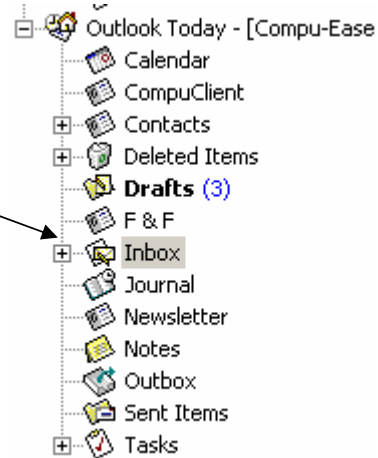 Outlook Today - [Compu-Ease
Calendar
CompuClient
Contacts
Deleted Items
Drafts (3)
F & F
Inbox
Journal
Newsletter
Notes
Outbox
Sent Items
Tasks